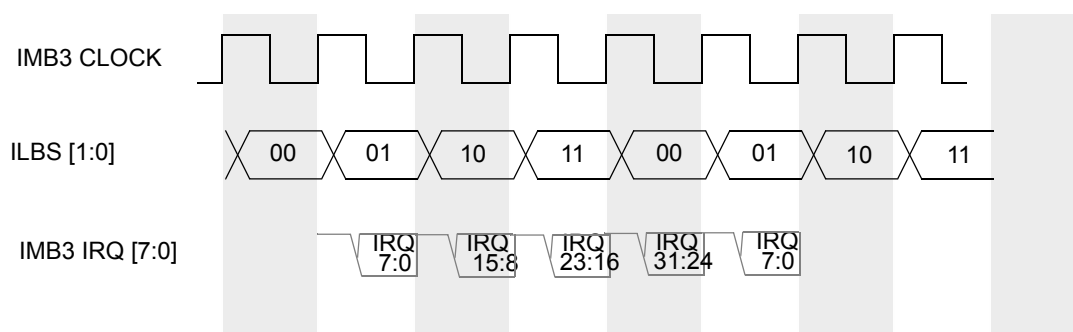 IMB3 CLOCK
ILBS [1:0]
00 01 10 11 00 01 10 11
IMB3 IRQ [7:0]
IRQ IRQ IRQ IRQ IRQ
7:0 15:8 23:16 31:24 7:0